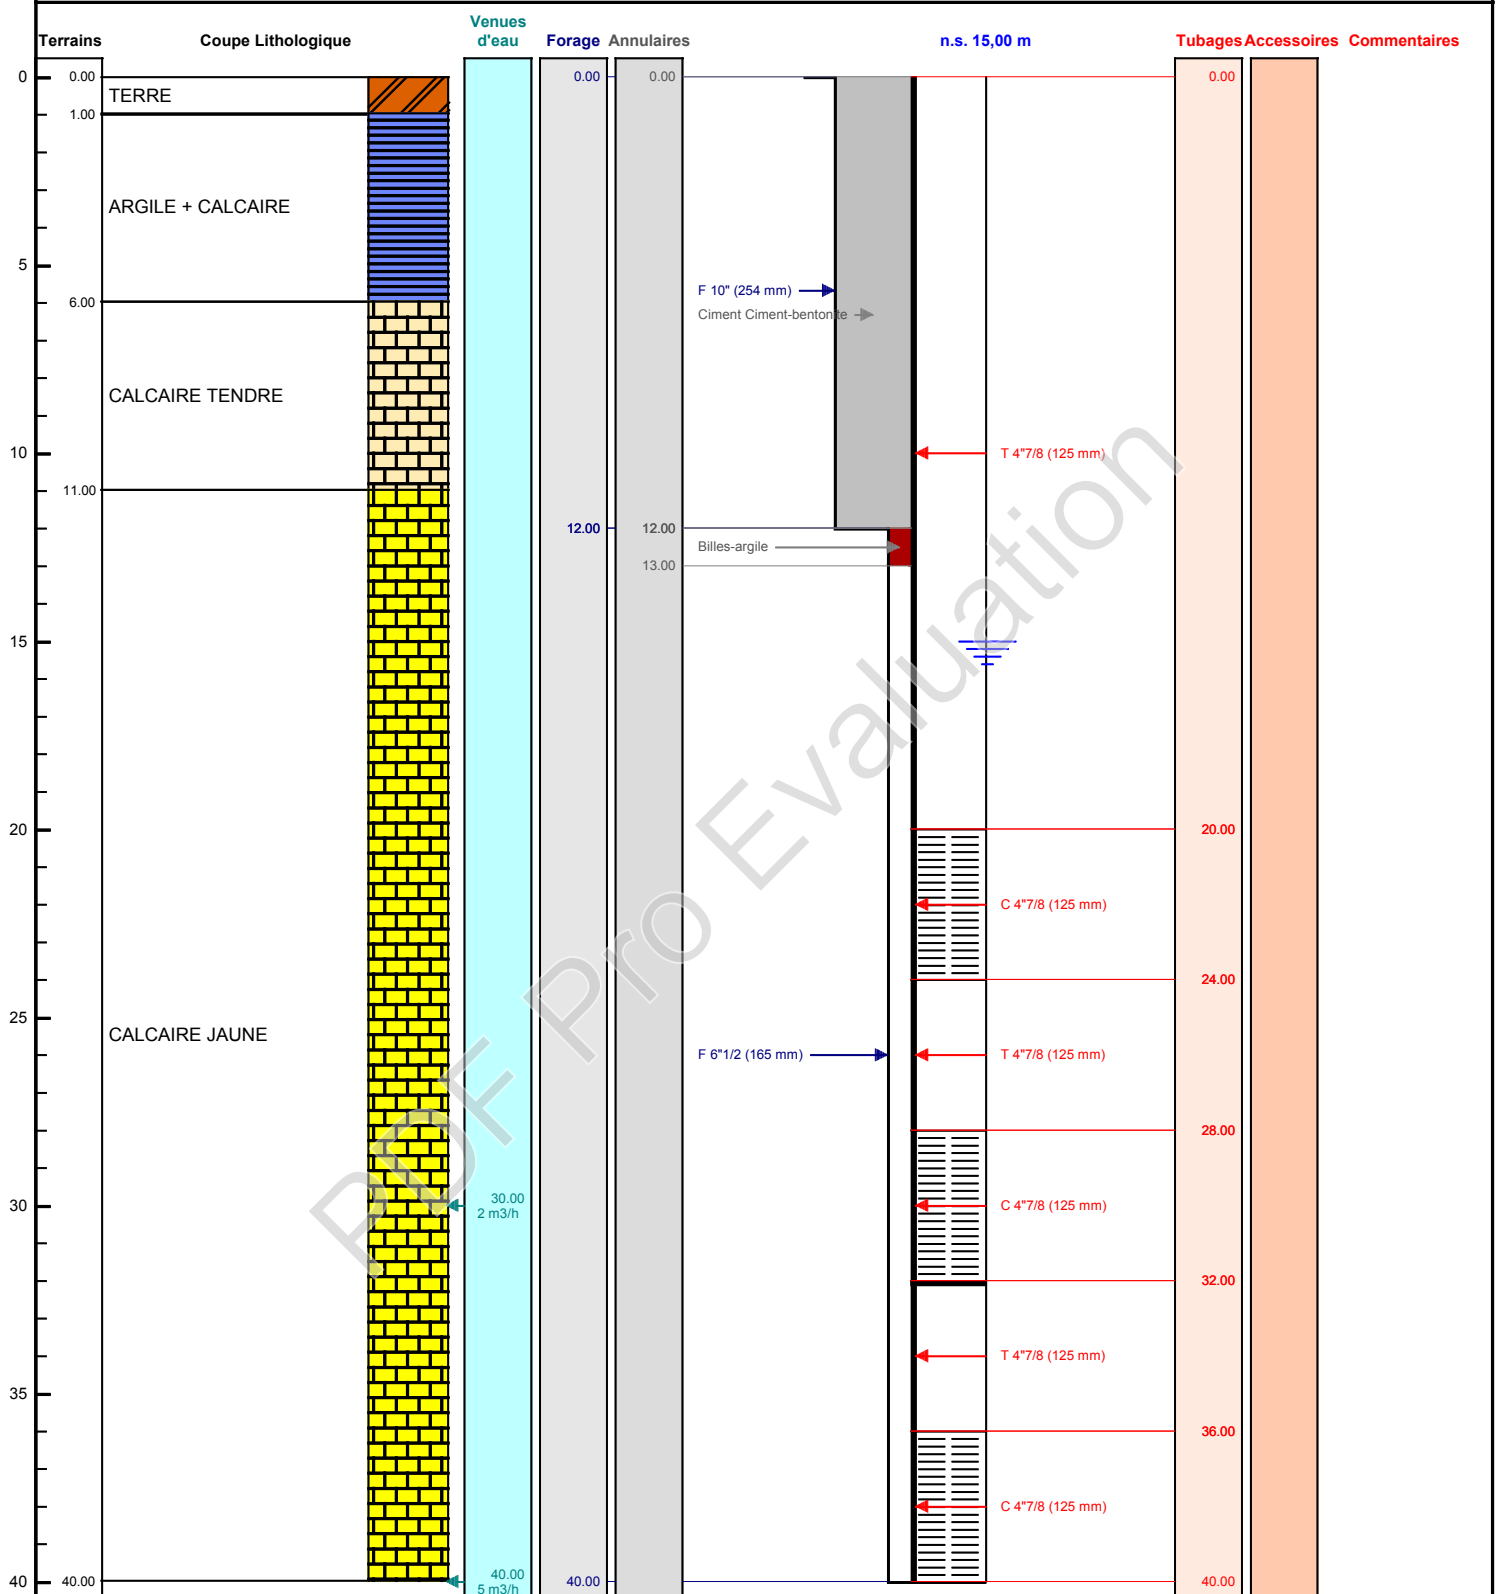 Terrains
Coupe Lithologique
Venues
d'eau
Forage
Annulaires
n.s. 15,00 m
Tubages
Accessoires
Commentaires
0
0.00
0.00
0.00
0.00
TERRE
1.00
ARGILE + CALCAIRE
5
F 10" (254 mm)
6.00
Ciment Ciment-bentonite
CALCAIRE TENDRE
10
T 4"7/8 (125 mm)
11.00
12.00
12.00
Billes-argile
13.00
15
20
20.00
C 4"7/8 (125 mm)
24.00
25
CALCAIRE JAUNE
F 6"1/2 (165 mm)
T 4"7/8 (125 mm)
28.00
30
30.00
2 m3/h
C 4"7/8 (125 mm)
32.00
T 4"7/8 (125 mm)
35
36.00
C 4"7/8 (125 mm)
40
40.00
40.00
5 m3/h
40.00
40.00
PDF Pro Evaluation